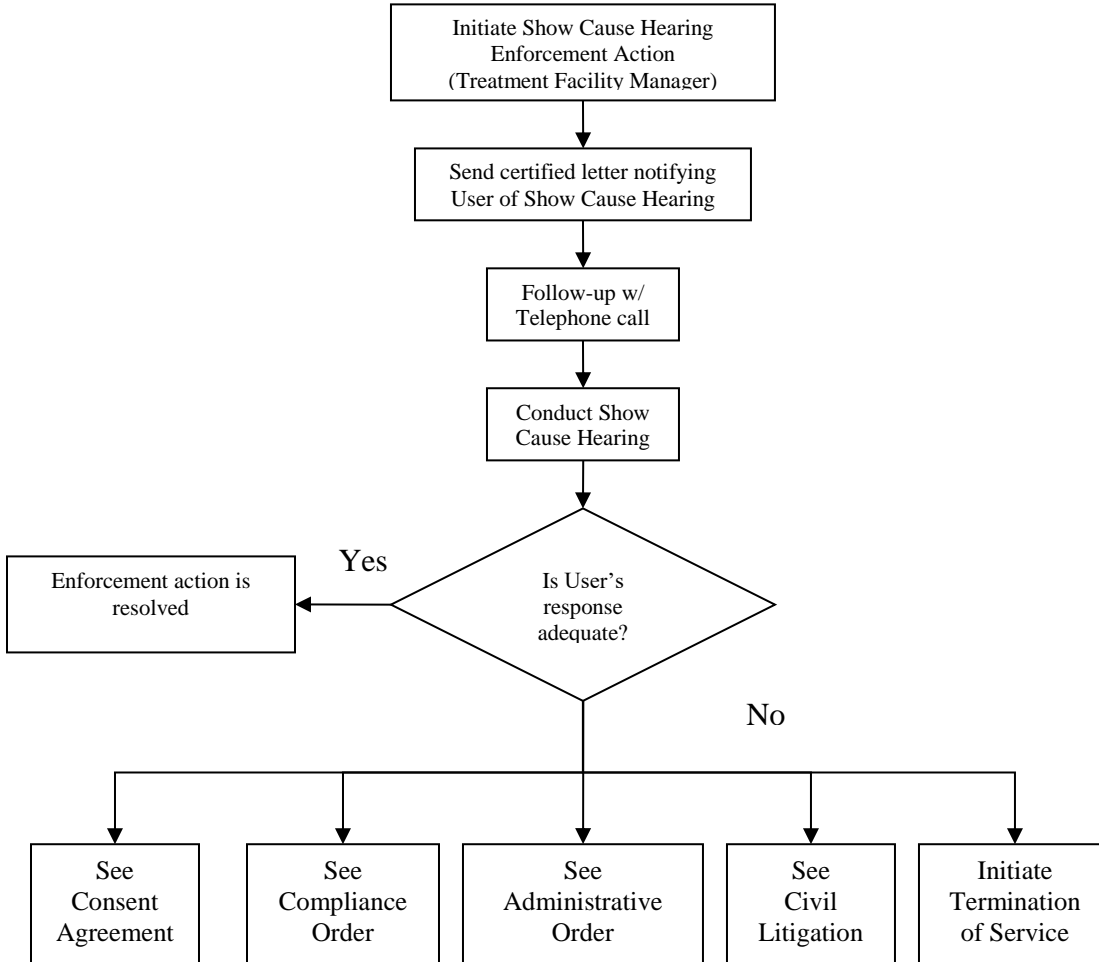 Initiate Show Cause Hearing
Enforcement Action
(Treatment Facility Manager)
Send certified letter notifying
User of Show Cause Hearing
Follow-up w/
Telephone call
Conduct Show
Cause Hearing
Yes
Enforcement action is
resolved
Is User’s
response
adequate?
No
See
Consent
Agreement
See
Compliance
Order
See
Administrative
Order
See
Civil
Litigation
Initiate
Termination
of Service